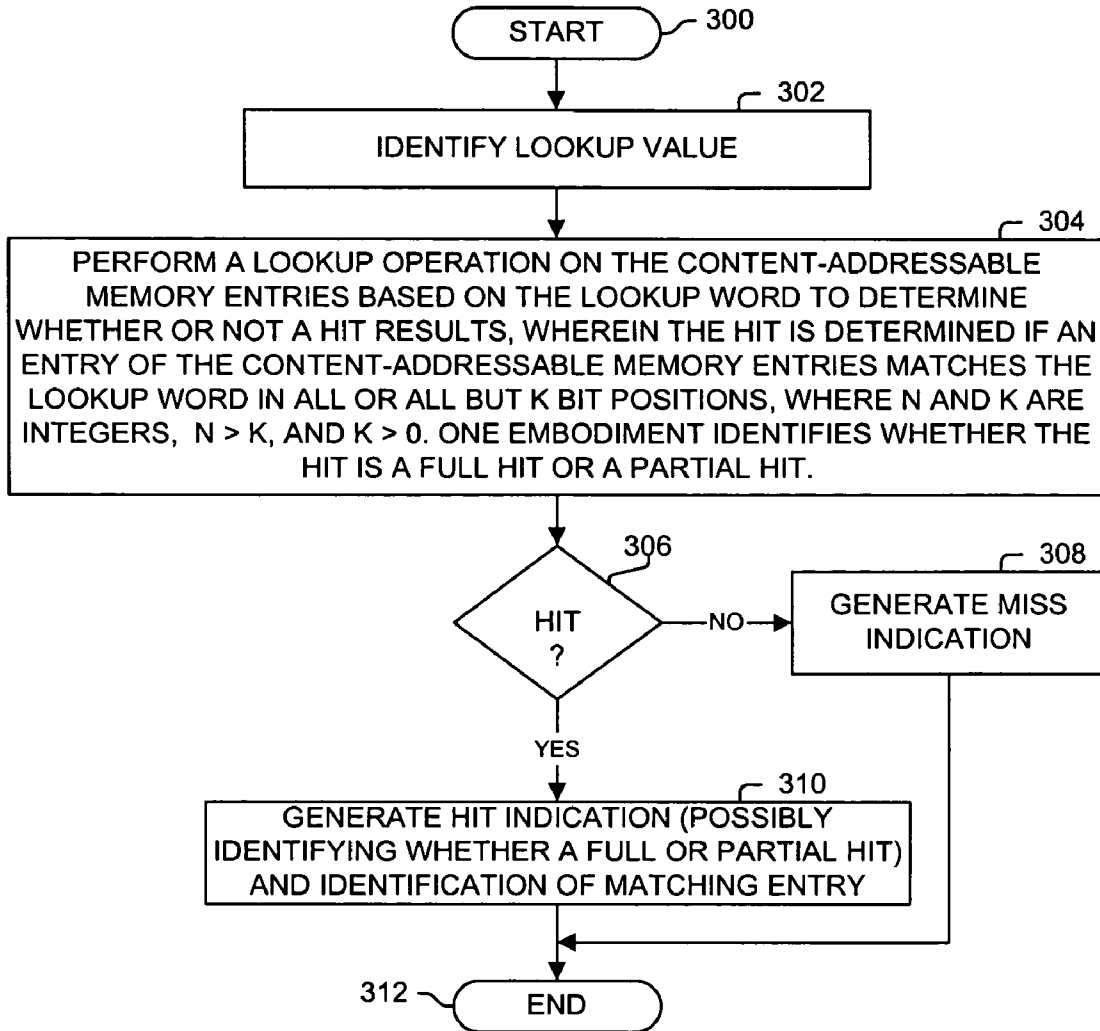 START
300
302
IDENTIFY LOOKUP VALUE
304
PERFORM A LOOKUP OPERATION ON THE CONTENT-ADDRESSABLE
MEMORY ENTRIES BASED ON THE LOOKUP WORD TO DETERMINE
WHETHER OR NOT A HIT RESULTS, WHEREIN THE HIT IS DETERMINED IF AN
ENTRY OF THE CONTENT-ADDRESSABLE MEMORY ENTRIES MATCHES THE
LOOKUP WORD IN ALL OR ALL BUT K BIT POSITIONS, WHERE N AND K ARE
INTEGERS, N > K, AND K > 0. ONE EMBODIMENT IDENTIFIES WHETHER THE
HIT IS A FULL HIT OR A PARTIAL HIT.
306
HIT
?
NO
308
GENERATE MISS
INDICATION
YES
310
GENERATE HIT INDICATION (POSSIBLY
IDENTIFYING WHETHER A FULL OR PARTIAL HIT)
AND IDENTIFICATION OF MATCHING ENTRY
312
END